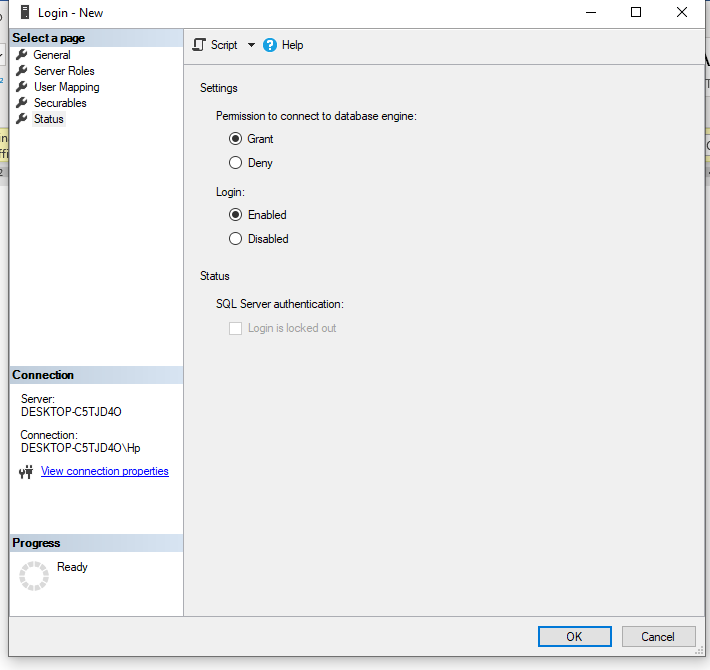 Login - New
Select a page
General
Server Roles
User Mapping
Securables
Status
Script
Help
Settings
Permission to connect to database engine:
Grant
Deny
Login:
Enabled
Disabled
Status
SQL Server authentication:
Login is locked out
Connection
Server:
DESKTOP-C5TJD4O
Connection:
DESKTOP-C5TJD4O\Hp
View connection properties
Progress
Ready
OK
Cancel